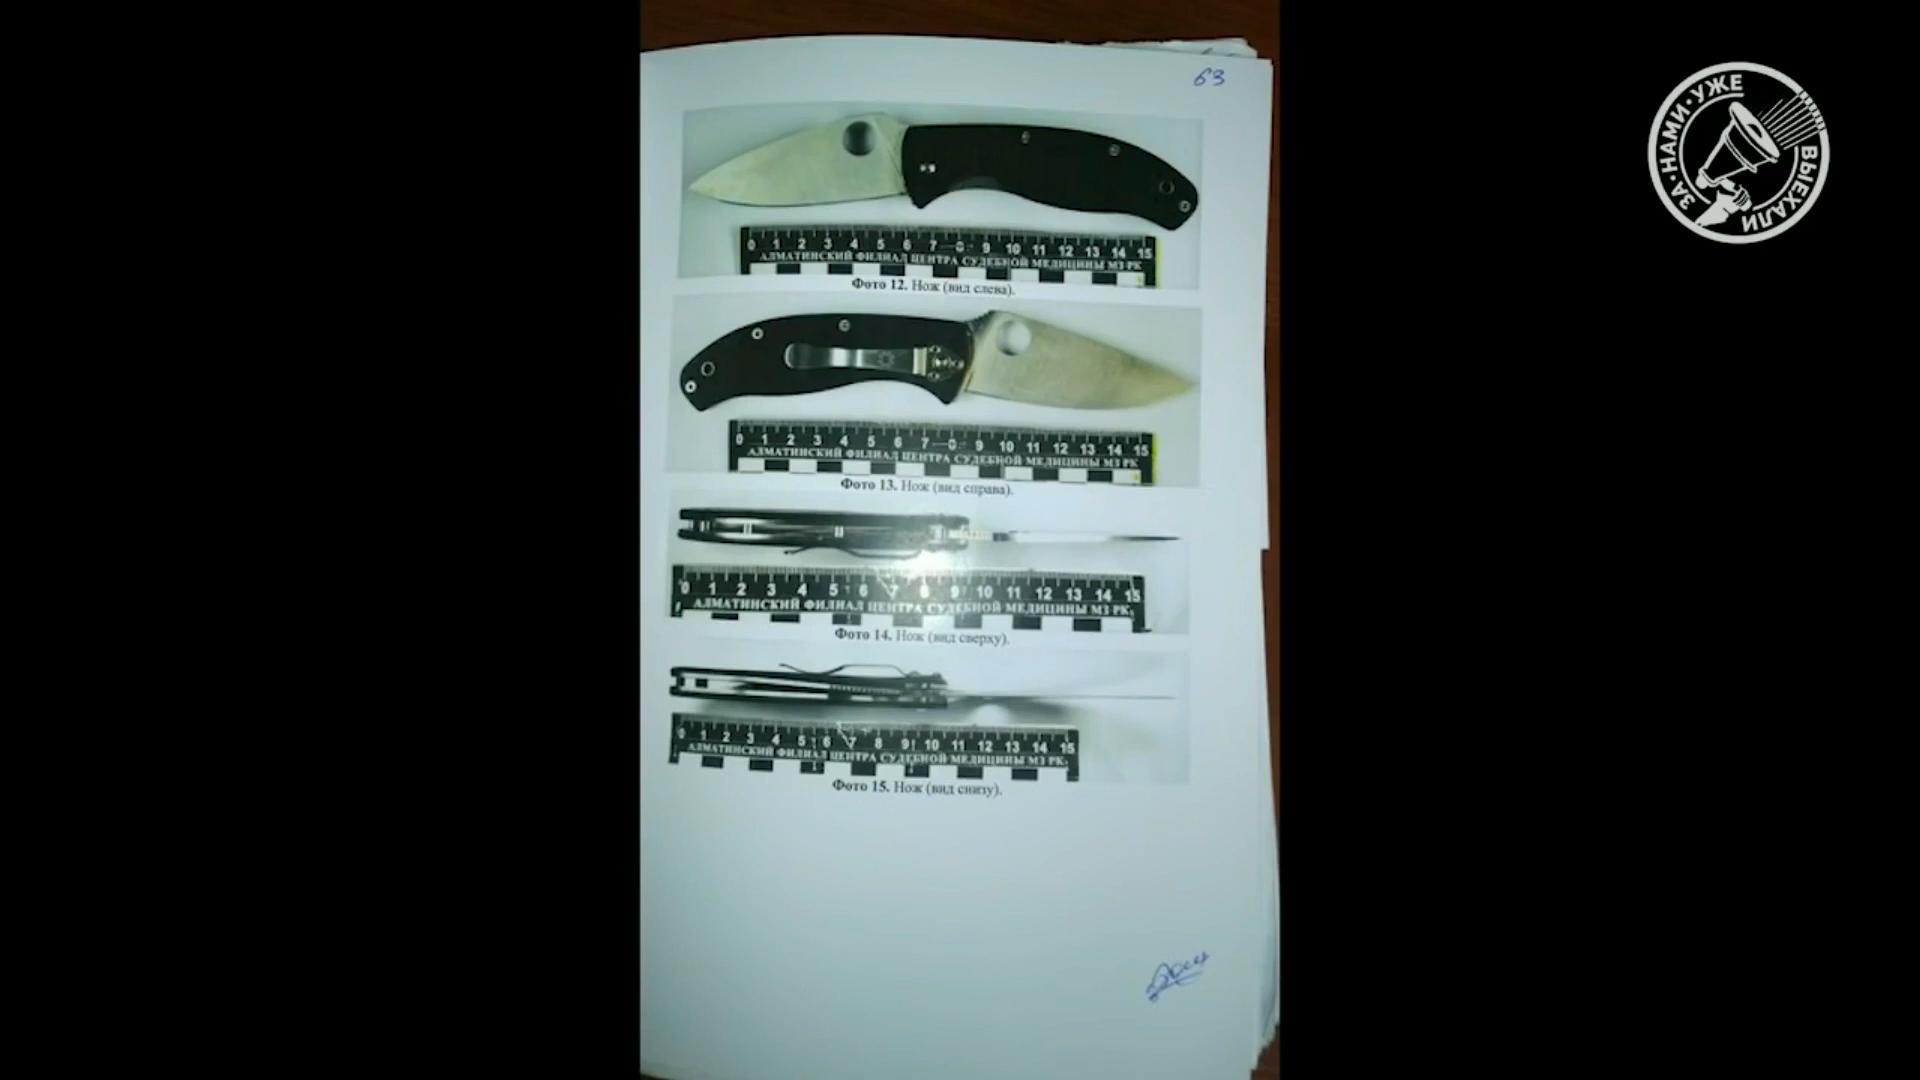 63
0 1 2 3 4 5 6 7 8 9 10 11 12 13 14 15
АЛМАТИНСКИЙ ФИЛИАЛ ЦЕНТРА СУДЕБНОЙ МЕДИЦИНЫ МЗ РК
Фото 12. Нож (вид слева).
0 1 2 3 4 5 6 7 8 9 10 11 12 13 14 15
АЛМАТИНСКИЙ ФИЛИАЛ ЦЕНТРА СУДЕБНОЙ МЕДИЦИНЫ МЗ РК
Фото 13. Нож (вид справа).
0 1 2 3 4 5 6 7 8 9 10 11 12 13 14 15
АЛМАТИНСКИЙ ФИЛИАЛ ЦЕНТРА СУДЕБНОЙ МЕДИЦИНЫ МЗ РК
Фото 14. Нож (вид сверху).
0 1 2 3 4 5 6 7 8 9 10 11 12 13 14 15
АЛМАТИНСКИЙ ФИЛИАЛ ЦЕНТРА СУДЕБНОЙ МЕДИЦИНЫ МЗ РК
Фото 15. Нож (вид снизу).
ЗА·НАМИ·УЖЕ ВЫЕХАЛИ